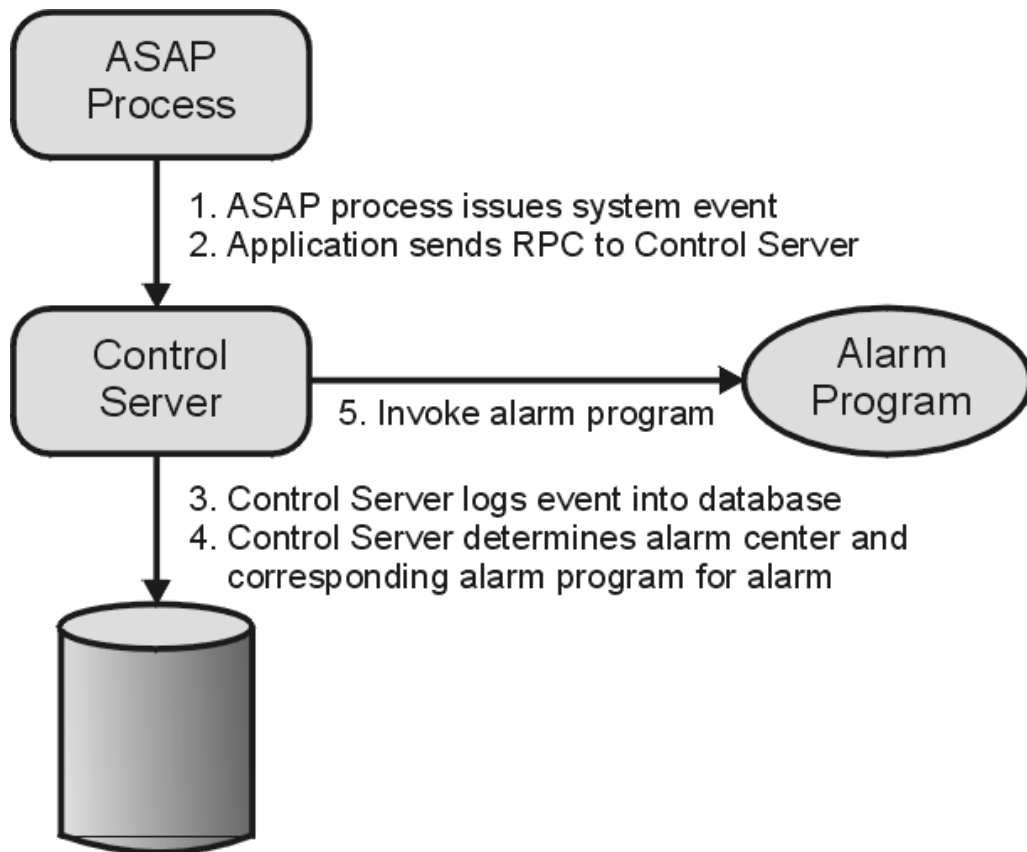 ASAP
Process
1. ASAP process issues system event
2. Application sends RPC to Control Server
Control
Server
Alarm
Program
5. Invoke alarm program
3. Control Server logs event into database
4. Control Server determines alarm center and
corresponding alarm program for alarm